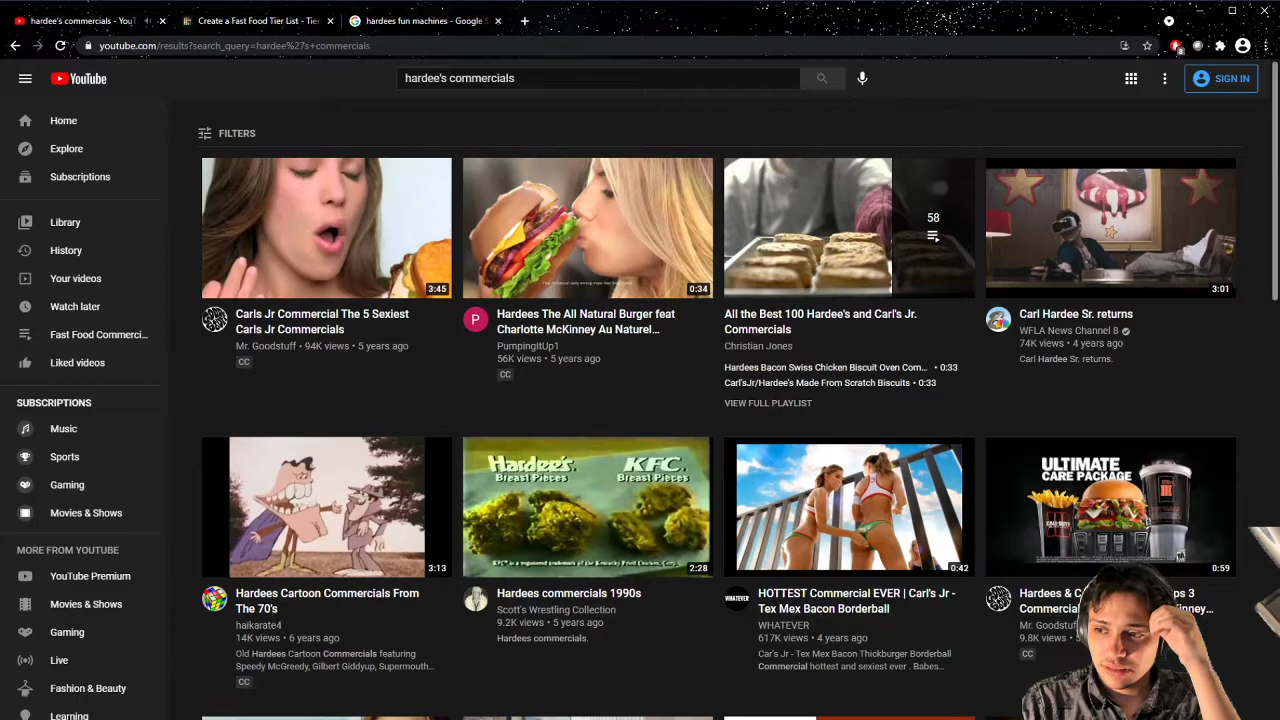 hardee's commercials - YouT
Create a Fast Food Tier List - Tier
hardees fun machines - Google S
youtube.com/results?search_query=hardee%27s+commercials
YouTube
hardee's commercials
SIGN IN
Home
Explore
Subscriptions
Library
History
Your videos
Watch later
Fast Food Commerci...
Liked videos
SUBSCRIPTIONS
Music
Sports
Gaming
Movies & Shows
MORE FROM YOUTUBE
YouTube Premium
Movies & Shows
Gaming
Live
Fashion & Beauty
Learning
FILTERS
3:45
Carls Jr Commercial The 5 Sexiest
Carls Jr Commercials
Mr. Goodstuff • 94K views • 5 years ago
CC
0:34
P
Hardees The All Natural Burger feat
Charlotte McKinney Au Naturel...
PumpingItUp1
56K views • 5 years ago
CC
58
All the Best 100 Hardee's and Carl's Jr.
Commercials
Christian Jones
Hardees Bacon Swiss Chicken Biscuit Oven Com... • 0:33
Carl'sJr/Hardee's Made From Scratch Biscuits • 0:33
VIEW FULL PLAYLIST
3:01
Carl Hardee Sr. returns
WFLA News Channel 8
74K views • 4 years ago
Carl Hardee Sr. returns.
3:13
Hardees Cartoon Commercials From
The 70's
haikarate4
14K views • 6 years ago
Old Hardees Cartoon Commercials featuring
Speedy McGreedy, Gilbert Giddyup, Supermouth...
CC
Hardee's
Breast Pieces
KFC
Breast Pieces
2:28
Hardees commercials 1990s
Scott's Wrestling Collection
9.2K views • 5 years ago
Hardees commercials.
0:42
WHATEVER
HOTTEST Commercial EVER | Carl's Jr -
Tex Mex Bacon Borderball
WHATEVER
617K views • 4 years ago
Car's Jr - Tex Mex Bacon Thickburger Borderball
Commercial hottest and sexiest ever . Babes...
ULTIMATE
CARE PACKAGE
III
0:59
Hardees & C
ps 3
Commercial
nney...
Mr. Goodst
9.8K views
CC